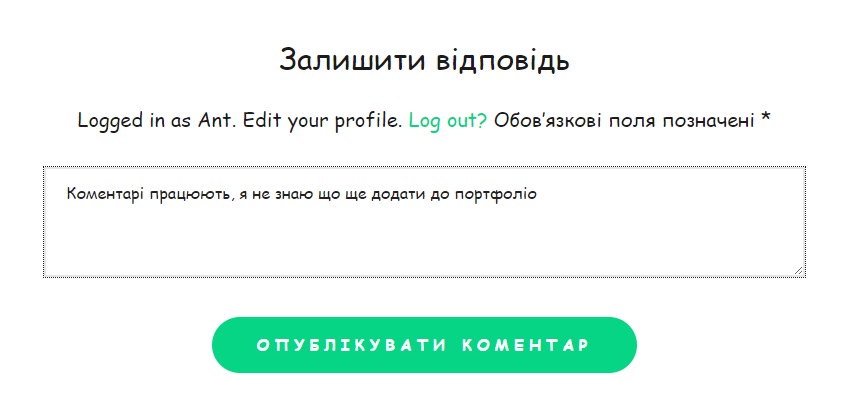 Залишити відповідь
Logged in as Ant. Edit your profile. Log out? Обов’язкові поля позначені *
Коментарі працюють, я не знаю що ще додати до портфоліо
ОПУБЛІКУВАТИ КОМЕНТАР